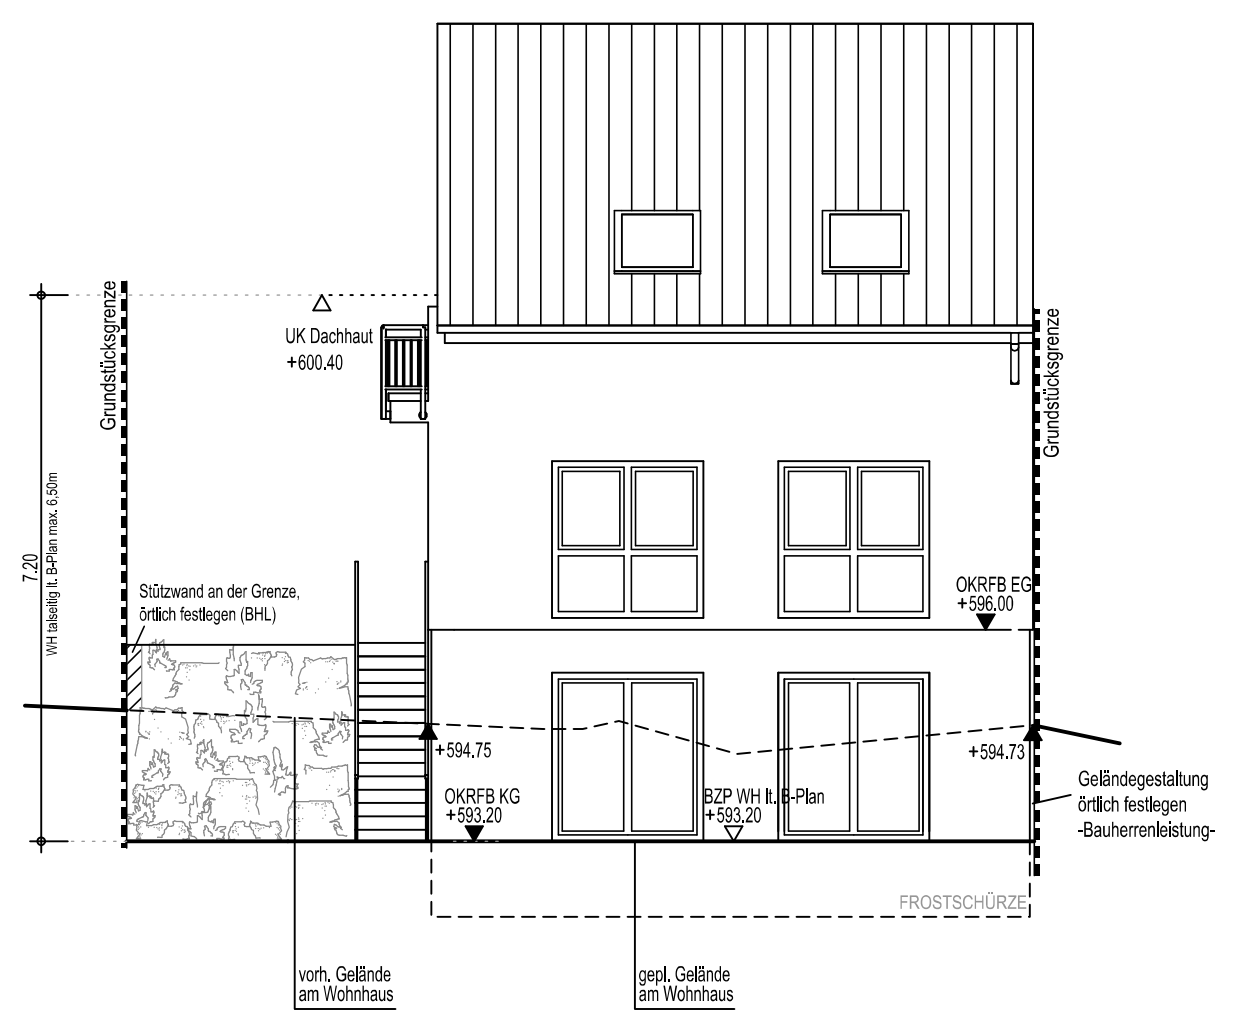 Grundstücksgrenze
UK Dachhaut
+600.40
Grundstücksgrenze
7.20
WH talseitig lt. B-Plan max. 6,50m
Stützwand an der Grenze,
örtlich festlegen (BHL)
OKRFB EG
+596.00
+594.75
+594.73
OKRFB KG
+593.20
BZP WH lt. B-Plan
+593.20
Geländegestaltung
örtlich festlegen
-Bauherrenleistung-
FROSTSCHÜRZE
vorh. Gelände
am Wohnhaus
gepl. Gelände
am Wohnhaus